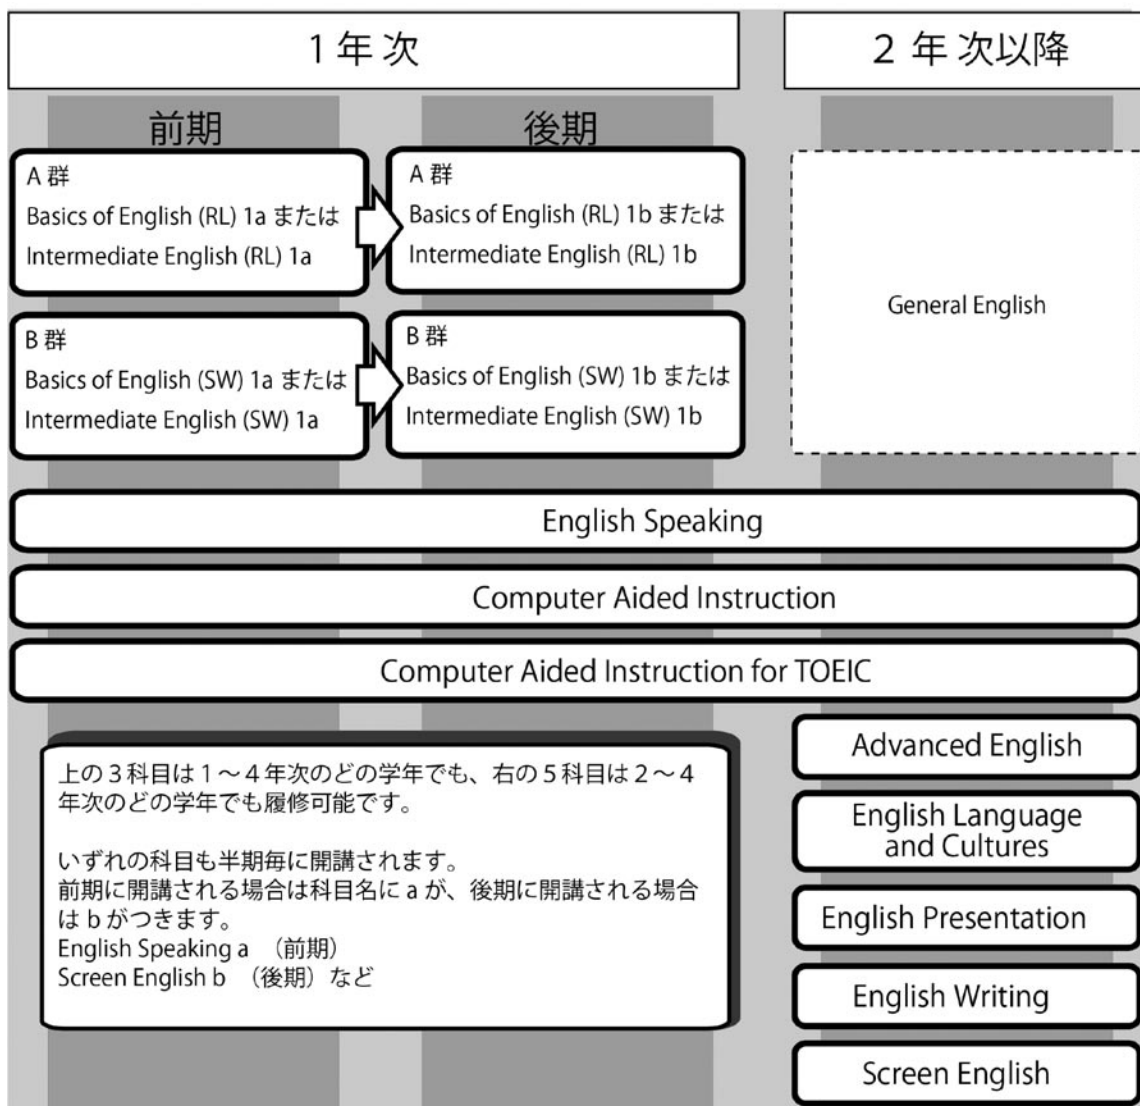 1 年 次
2 年 次以降
前期
後期
A 群
Basics of English (RL) 1a または
Intermediate English (RL) 1a
A 群
Basics of English (RL) 1b または
Intermediate English (RL) 1b
General English
B 群
Basics of English (SW) 1a または
Intermediate English (SW) 1a
B 群
Basics of English (SW) 1b または
Intermediate English (SW) 1b
English Speaking
Computer Aided Instruction
Computer Aided Instruction for TOEIC
上の３科目は１～４年次のどの学年でも、右の５科目は２～４
年次のどの学年でも履修可能です。
いずれの科目も半期毎に開講されます。
前期に開講される場合は科目名に a が、後期に開講される場合
は b がつきます。
English Speaking a （前期）
Screen English b （後期）など
Advanced English
English Language
and Cultures
English Presentation
English Writing
Screen English